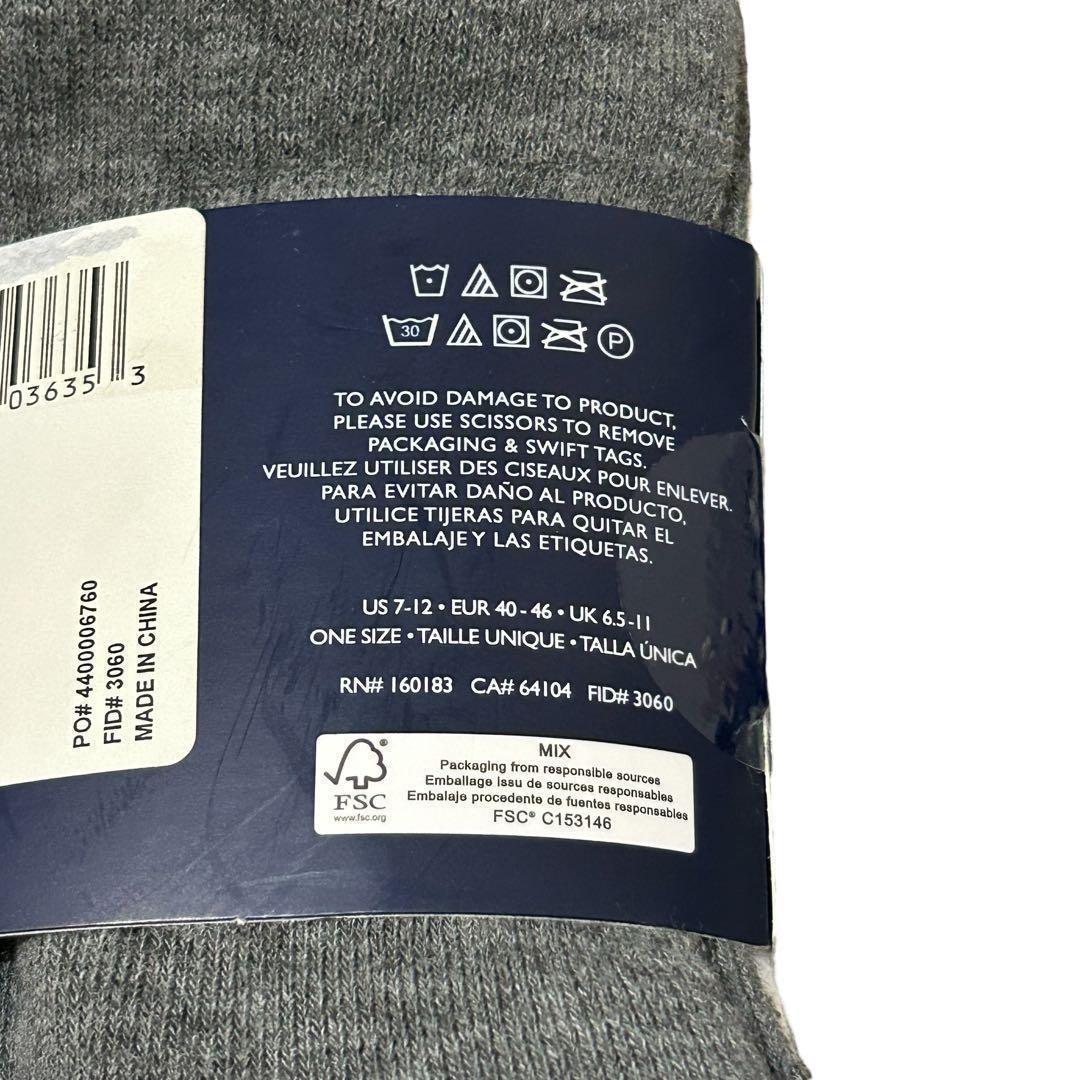 03635 3
PO# 4400006760
FID# 3060
MADE IN CHINA
30
P
TO AVOID DAMAGE TO PRODUCT,
PLEASE USE SCISSORS TO REMOVE
PACKAGING & SWIFT TAGS.
VEUILLEZ UTILISER DES CISEAUX POUR ENLEVER.
PARA EVITAR DAÑO AL PRODUCTO,
UTILICE TIJERAS PARA QUITAR EL
EMBALAJE Y LAS ETIQUETAS.
US 7-12 • EUR 40-46 • UK 6.5-11
ONE SIZE • TAILLE UNIQUE • TALLA ÚNICA
RN# 160183 CA# 64104 FID# 3060
FSC
www.fsc.org
MIX
Packaging from responsible sources
Emballage issu de sources responsables
Embalaje procedente de fuentes responsables
FSC® C153146